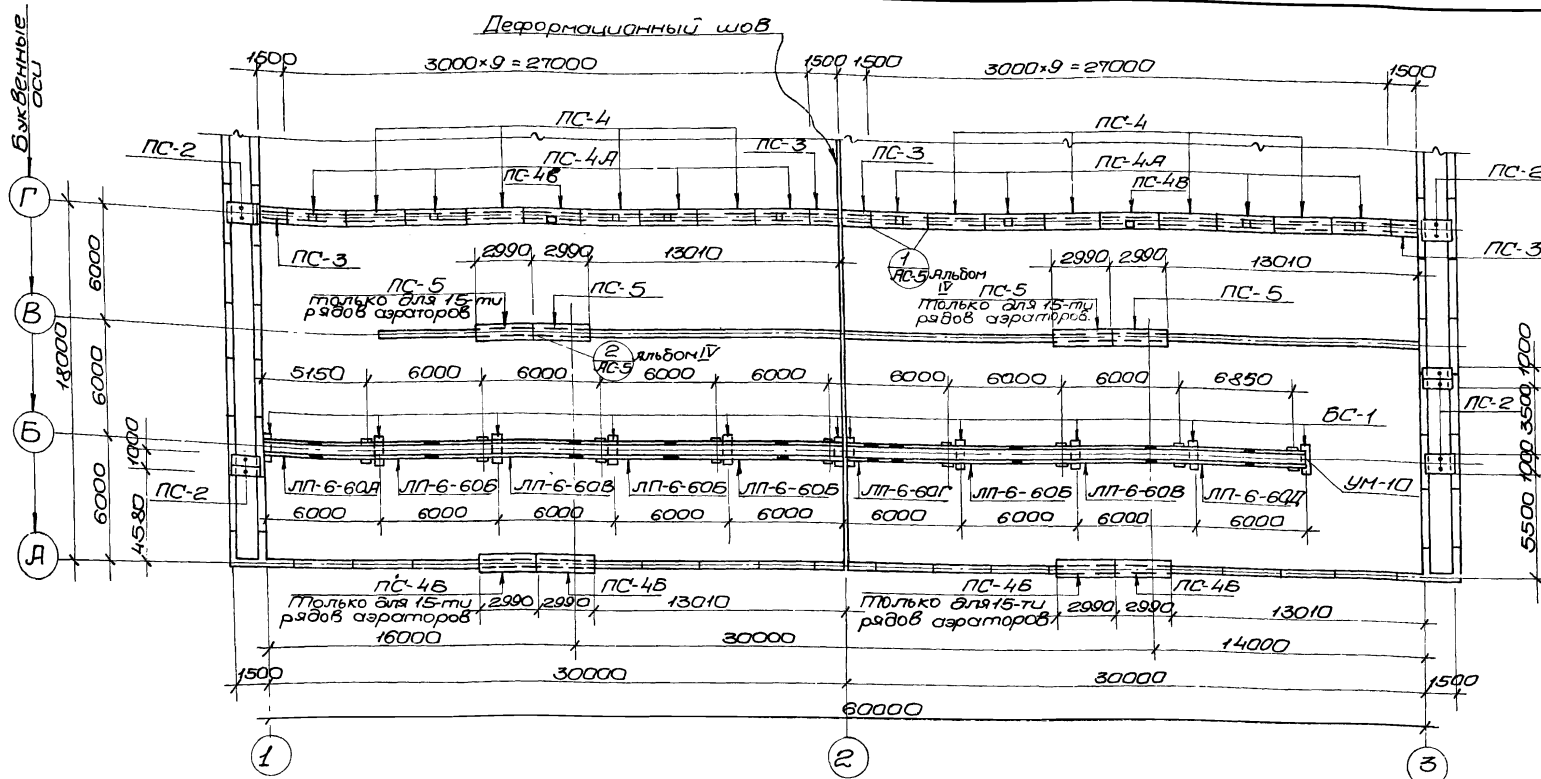 Буквенные
оси
Деформационный шов
1500
3000×9=27000
1500
1500
3000×9=27000
1500
ПС-2
ПС-4
ПС-4А
ПС-4В
ПС-3
ПС-3
ПС-4
ПС-4А
ПС-4В
ПС-2
Г
ПС-3
2990
2990
13010
1
АС-5
Альбом
IV
2990
2990
13010
ПС-3
6000
ПС-5
только для 15-ти
рядов аэраторов
ПС-5
ПС-5
только для 15-ти
рядов аэраторов
ПС-5
В
18000
6000
2
АС-5
Альбом IV
5150
6000
6000
6000
6000
6000
6000
6000
6850
1000
3500
ПС-2
БС-1
Б
1000
ПС-2
ЛП-6-60А
ЛП-6-60Б
ЛП-6-60В
ЛП-6-60Б
ЛП-6-60Б
ЛП-6-60Г
ЛП-6-60Б
ЛП-6-60В
ЛП-6-60Д
УМ-10
1000
6000
4580
6000
6000
6000
6000
6000
6000
6000
6000
6000
5500
А
ПС-4Б
только для 15-ти
рядов аэраторов
2990
2990
ПС-4Б
13010
ПС-4Б
только для 15-ти
рядов аэраторов
2990
2990
ПС-4Б
13010
16000
30000
14000
1500
30000
30000
1500
60000
1
2
3